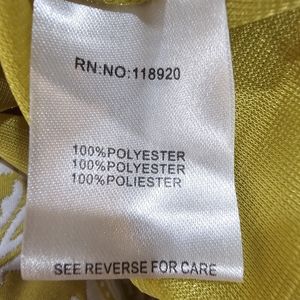 RN:NO:118920
100%POLYESTER
100%POLYESTER
100%POLIESTER
SEE REVERSE FOR CARE